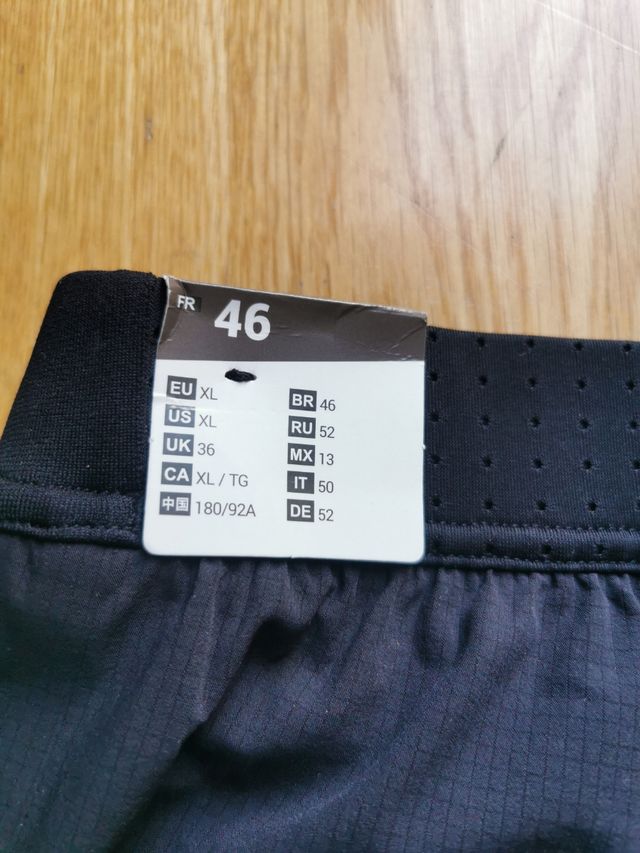 FR 46
EU XL
US XL
UK 36
CA XL / TG
中国 180/92A
BR 46
RU 52
MX 13
IT 50
DE 52